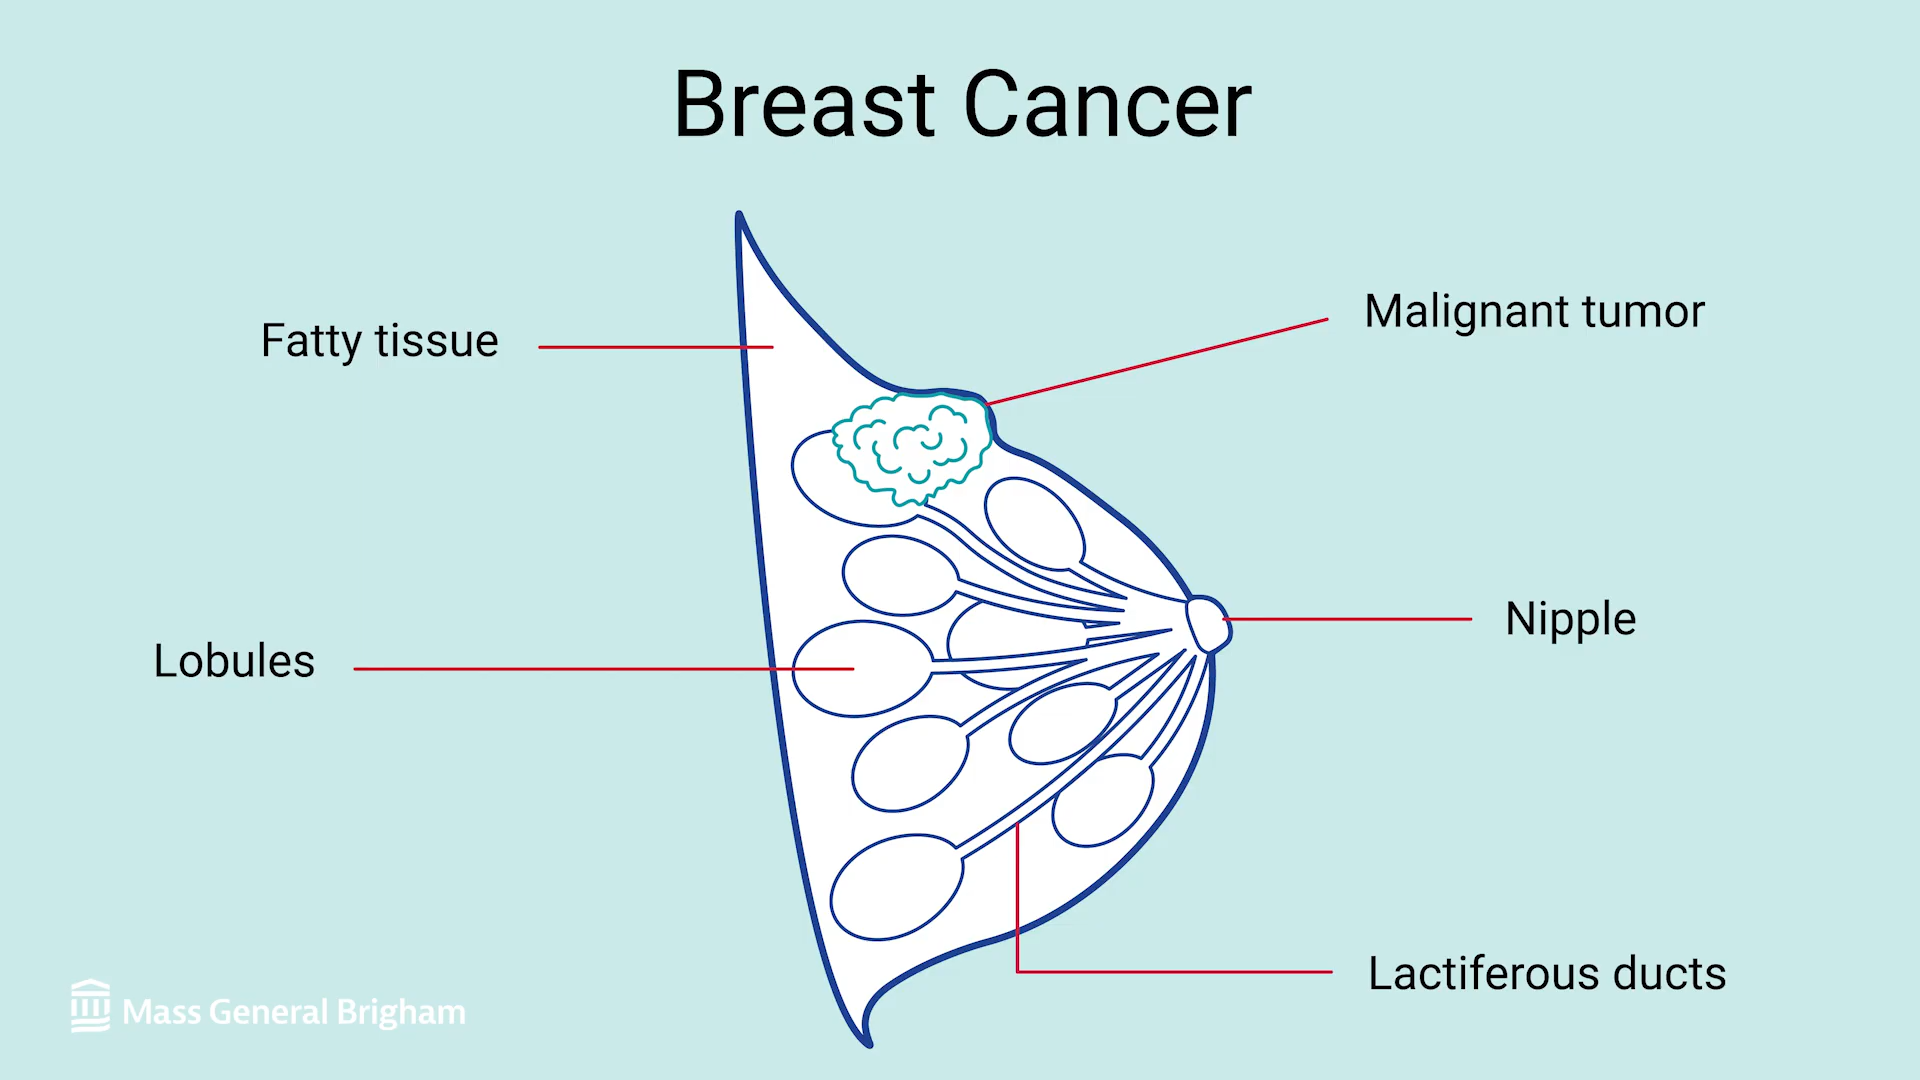 Breast Cancer
Fatty tissue
Malignant tumor
Nipple
Lobules
Lactiferous ducts
Mass General Brigham